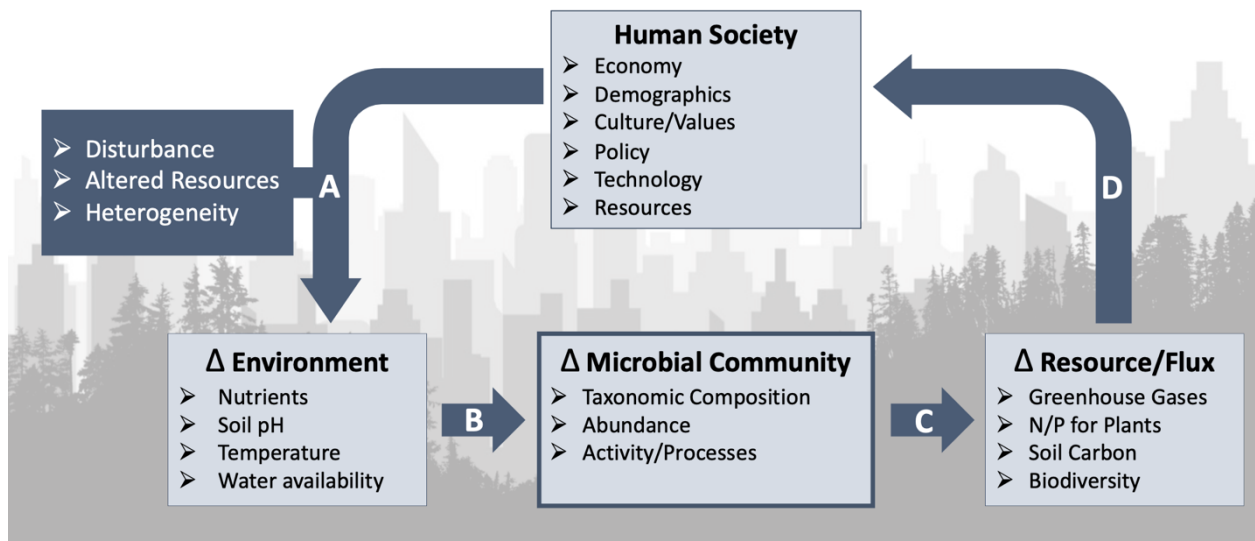 Human Society
➢ Economy
➢ Demographics
➢ Culture/Values
➢ Policy
➢ Technology
➢ Resources
➢ Disturbance
➢ Altered Resources
➢ Heterogeneity
A
D
Δ Environment
➢ Nutrients
➢ Soil pH
➢ Temperature
➢ Water availability
B
Δ Microbial Community
➢ Taxonomic Composition
➢ Abundance
➢ Activity/Processes
C
Δ Resource/Flux
➢ Greenhouse Gases
➢ N/P for Plants
➢ Soil Carbon
➢ Biodiversity